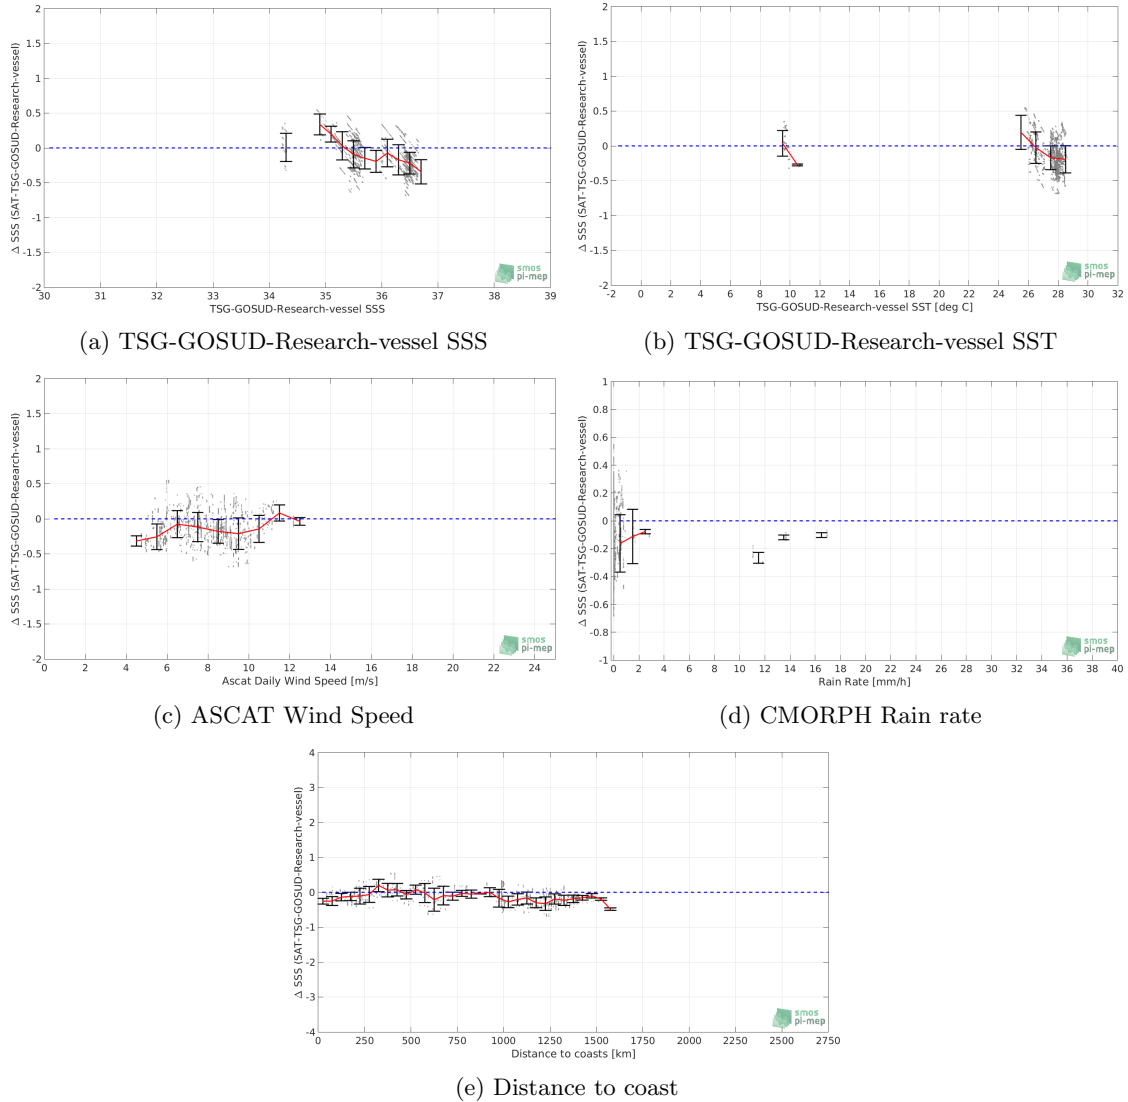 Δ SSS (SAT-TSG-GOSUD-Research-vessel)
2
1.5
1
0.5
0
-0.5
-1
-1.5
-2
30 31 32 33 34 35 36 37 38 39
TSG-GOSUD-Research-vessel SSS
smos
pi-mep
(a) TSG-GOSUD-Research-vessel SSS
Δ SSS (SAT-TSG-GOSUD-Research-vessel)
2
1.5
1
0.5
0
-0.5
-1
-1.5
-2
-2 0 2 4 6 8 10 12 14 16 18 20 22 24 26 28 30 32
TSG-GOSUD-Research-vessel SST [deg C]
smos
pi-mep
(b) TSG-GOSUD-Research-vessel SST
Δ SSS (SAT-TSG-GOSUD-Research-vessel)
2
1.5
1
0.5
0
-0.5
-1
-1.5
-2
0 2 4 6 8 10 12 14 16 18 20 22 24
Ascat Daily Wind Speed [m/s]
smos
pi-mep
(c) ASCAT Wind Speed
Δ SSS (SAT-TSG-GOSUD-Research-vessel)
1
0.8
0.6
0.4
0.2
0
-0.2
-0.4
-0.6
-0.8
-1
0 2 4 6 8 10 12 14 16 18 20 22 24 26 28 30 32 34 36 38 40
Rain Rate [mm/h]
smos
pi-mep
(d) CMORPH Rain rate
Δ SSS (SAT-TSG-GOSUD-Research-vessel)
4
3
2
1
0
-1
-2
-3
-4
0 250 500 750 1000 1250 1500 1750 2000 2250 2500 2750
Distance to coasts [km]
smos
pi-mep
(e) Distance to coast